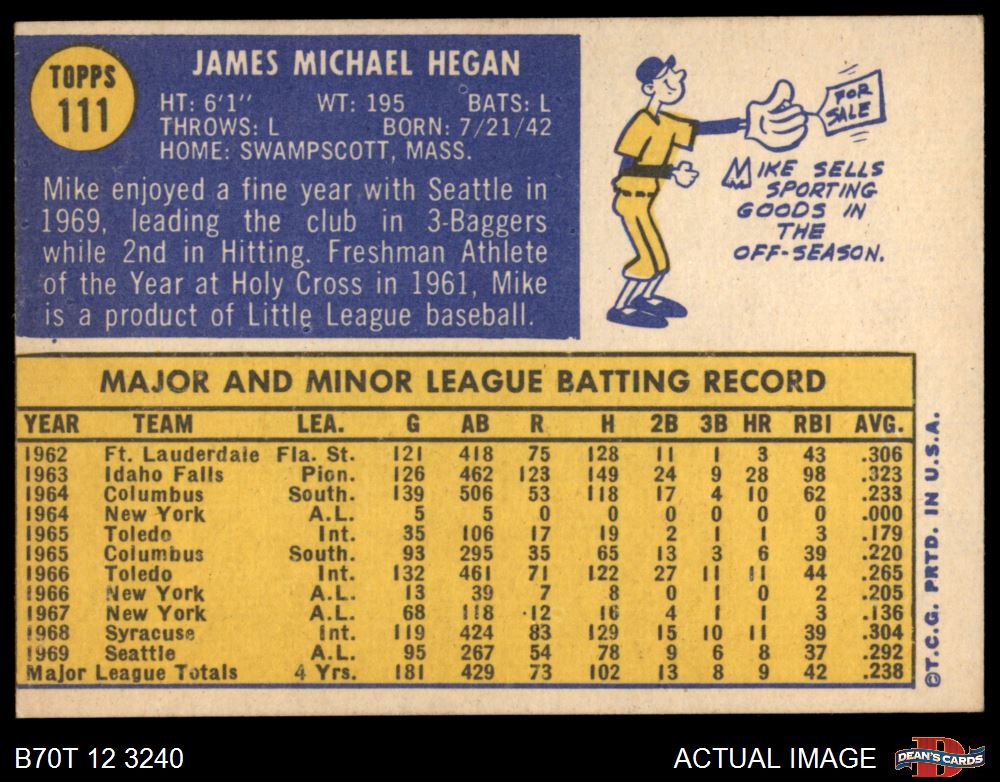 TOPPS
111
JAMES MICHAEL HEGAN
HT: 6'1" WT: 195 BATS: L
THROWS: L BORN: 7/21/42
HOME: SWAMPSCOTT, MASS.
Mike enjoyed a fine year with Seattle in
1969, leading the club in 3-Baggers
while 2nd in Hitting. Freshman Athlete
of the Year at Holy Cross in 1961, Mike
is a product of Little League baseball.
FOR
SALE
MIKE SELLS
SPORTING
GOODS IN
THE
OFF-SEASON.
MAJOR AND MINOR LEAGUE BATTING RECORD
YEAR TEAM LEA. G AB R H 2B 3B HR RBI AVG.
1962 Ft. Lauderdale Fla. St. 121 418 75 128 11 1 3 43 .306
1963 Idaho Falls Pion. 126 462 123 149 24 9 28 98 .323
1964 Columbus South. 139 506 53 118 17 4 10 62 .233
1964 New York A.L. 5 5 0 0 0 0 0 0 .000
1965 Toledo Int. 35 106 17 19 2 1 1 3 .179
1965 Columbus South. 93 295 35 65 13 3 6 39 .220
1966 Toledo Int. 132 461 71 122 27 11 11 44 .265
1966 New York A.L. 13 39 7 8 0 1 0 2 .205
1967 New York A.L. 68 118 12 16 4 1 1 3 .136
1968 Syracuse Int. 119 424 83 129 15 10 11 39 .304
1969 Seattle A.L. 95 267 54 78 9 6 8 37 .292
Major League Totals 4 Yrs. 181 429 73 102 13 8 9 42 .238
©T.C.G. PRTD. IN U.S.A.
B70T 12 3240
ACTUAL IMAGE
D
DEAN'S CARDS